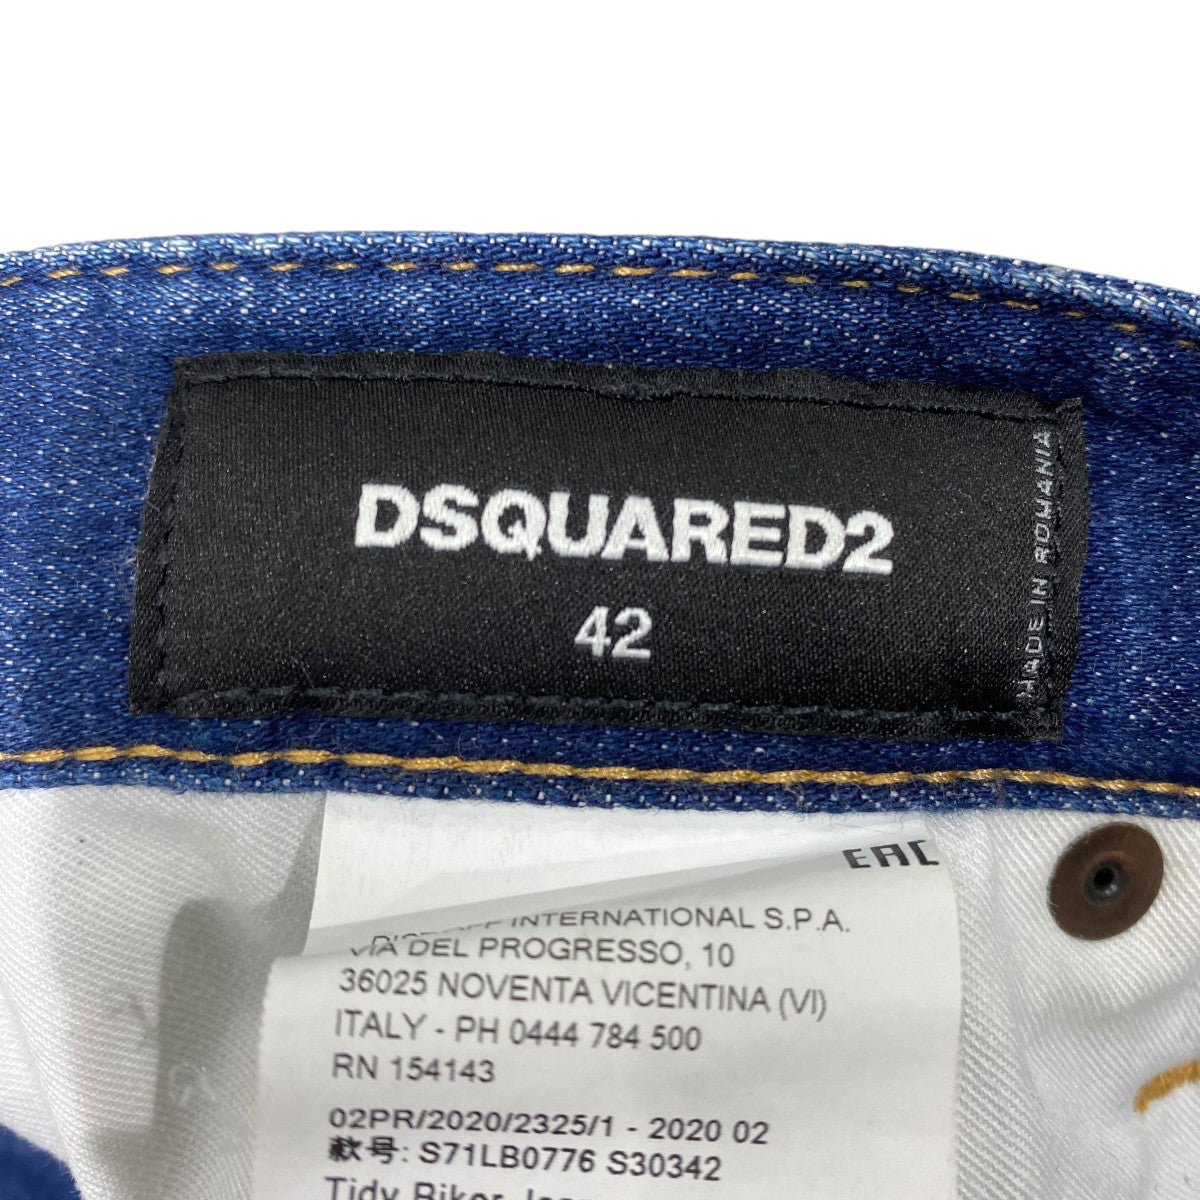 DSQUARED2
42
MADE IN ROMANIA
EAC
INTERNATIONAL S.P.A.
VIA DEL PROGRESSO, 10
36025 NOVENTA VICENTINA (VI)
ITALY - PH 0444 784 500
RN 154143
02PR/2020/2325/1 - 2020 02
款号: S71LB0776 S30342
Tidy Biker